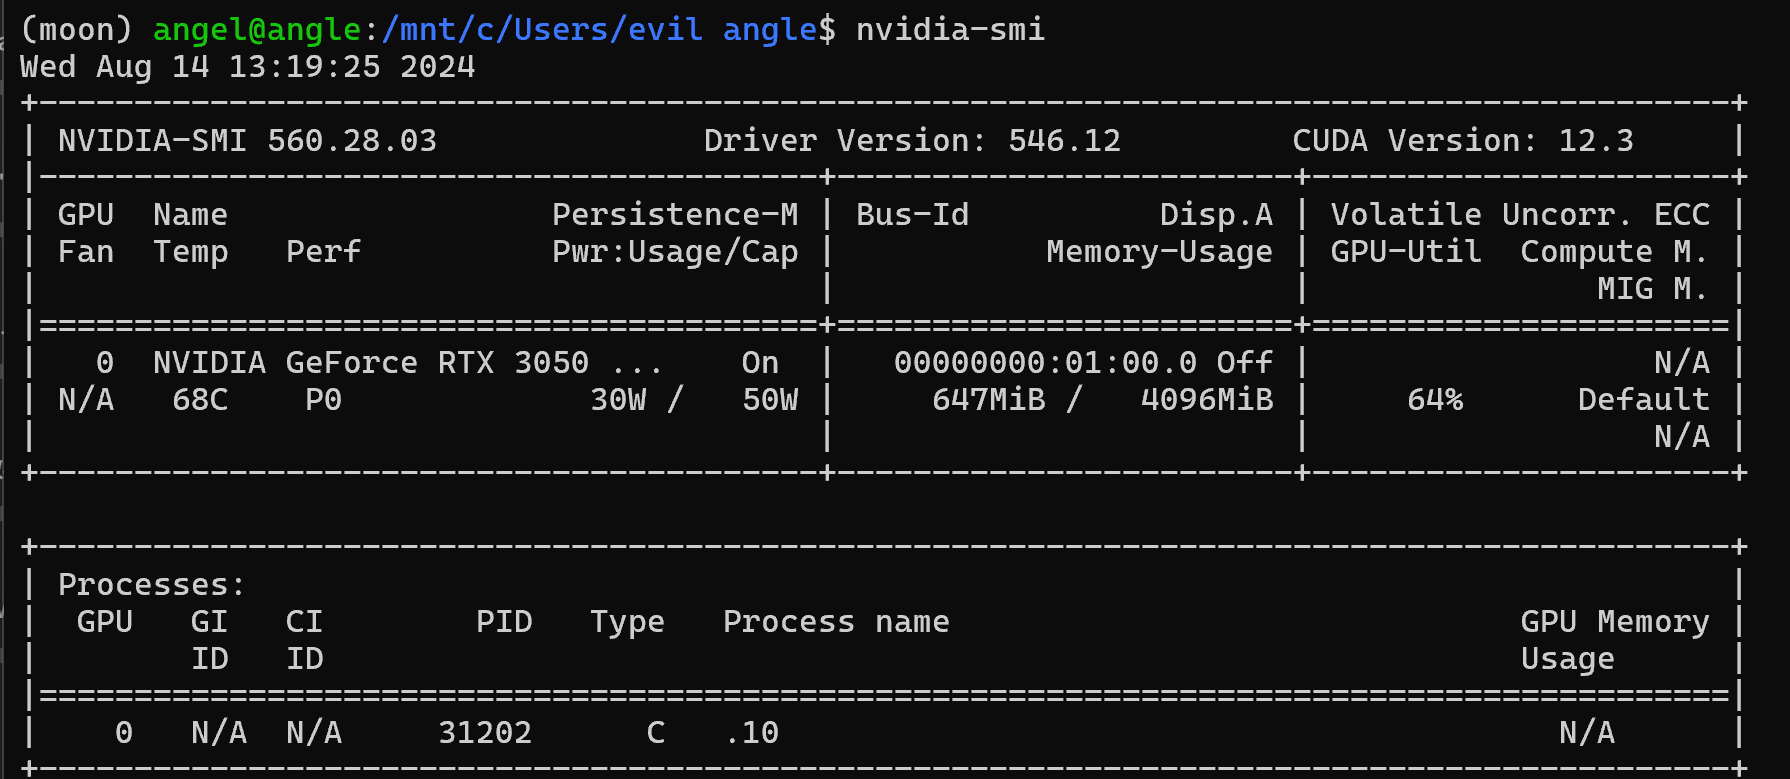 (moon) angel@angle:/mnt/c/Users/evil angle$ nvidia-smi
Wed Aug 14 13:19:25 2024
+-----------------------------------------------------------------------------------------+
| NVIDIA-SMI 560.28.03              Driver Version: 546.12         CUDA Version: 12.3     |
|-----------------------------------------+------------------------+----------------------+
| GPU  Name                 Persistence-M | Bus-Id          Disp.A | Volatile Uncorr. ECC |
| Fan  Temp   Perf          Pwr:Usage/Cap |           Memory-Usage | GPU-Util  Compute M. |
|                                         |                        |               MIG M. |
|=========================================+========================+======================|
|   0  NVIDIA GeForce RTX 3050 ...    On  |   00000000:01:00.0 Off |                  N/A |
| N/A   68C    P0             30W /   50W |     647MiB /   4096MiB |     64%      Default |
|                                         |                        |                  N/A |
+-----------------------------------------+------------------------+----------------------+
+-----------------------------------------------------------------------------------------+
| Processes:                                                                              |
|  GPU   GI   CI        PID   Type   Process name                              GPU Memory |
|        ID   ID                                                               Usage      |
|=========================================================================================|
|    0   N/A  N/A     31202      C   .10                                         N/A      |
+-----------------------------------------------------------------------------------------+